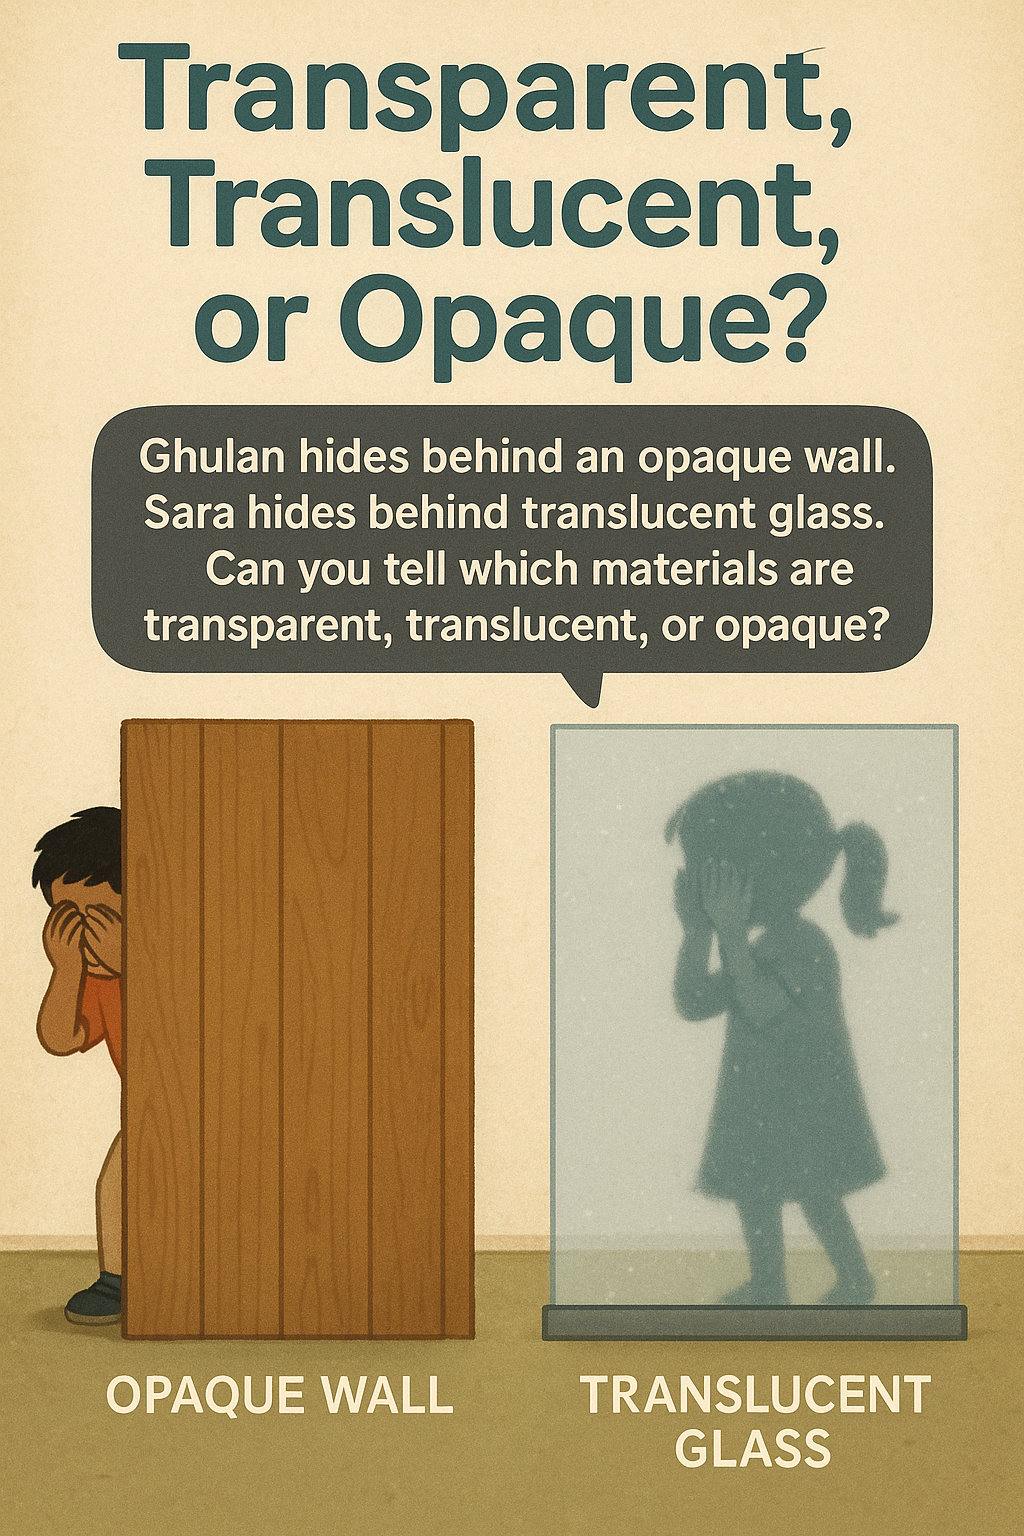 Transparent,
Translucent,
or Opaque?
Ghulan hides behind an opaque wall.
Sara hides behind translucent glass.
Can you tell which materials are
transparent, translucent, or opaque?
OPAQUE WALL
TRANSLUCENT
GLASS